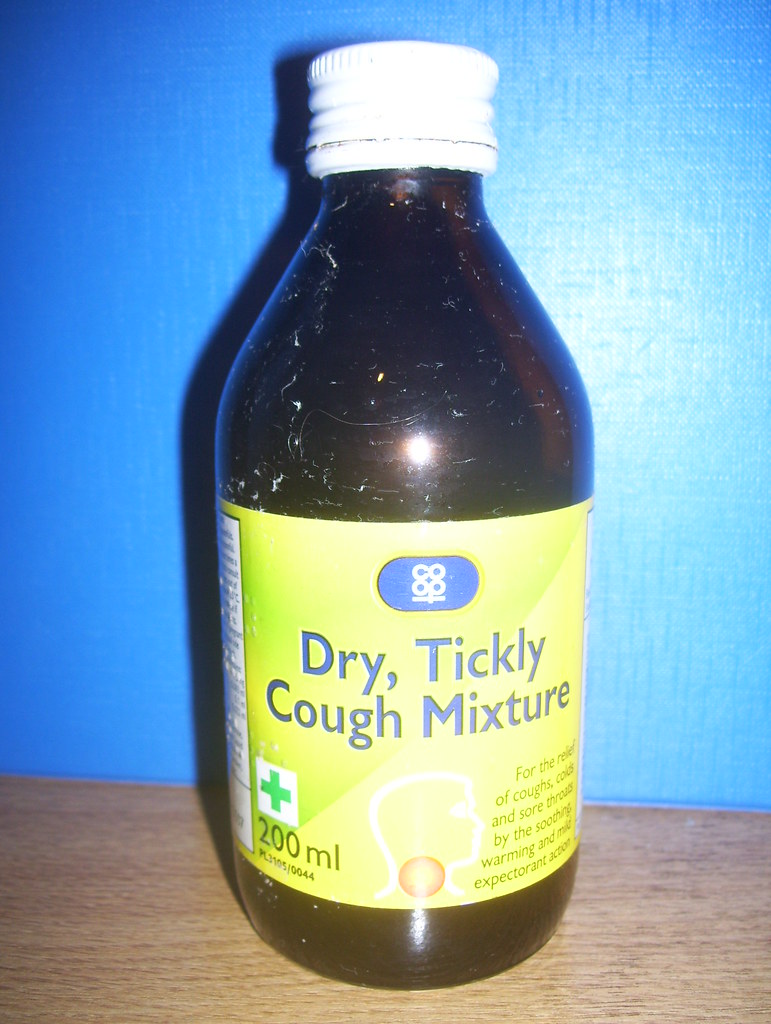 CO
OP
Dry, Tickly
Cough Mixture
For the relief
of coughs, colds
and sore throats
by the soothing,
warming and mild
expectorant action
200 ml
PL3105/0044